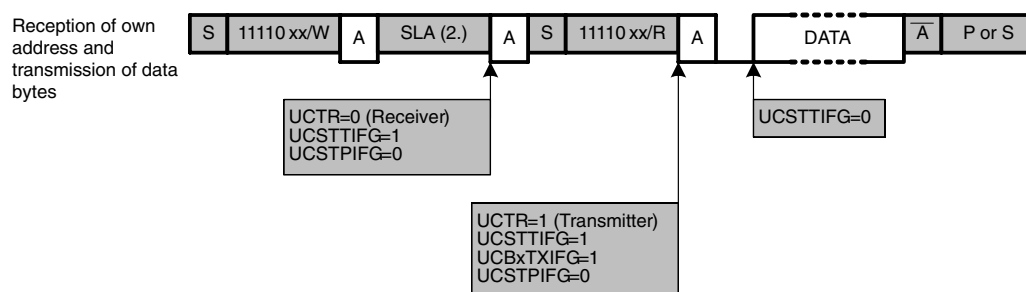 Reception of own
address and
transmission of data
bytes
S 11110 xx/W A SLA (2.) A S 11110 xx/R A DATA A P or S
UCTR=0 (Receiver)
UCSTTIFG=1
UCSTPIFG=0
UCSTTIFG=0
UCTR=1 (Transmitter)
UCSTTIFG=1
UCBxTXIFG=1
UCSTPIFG=0